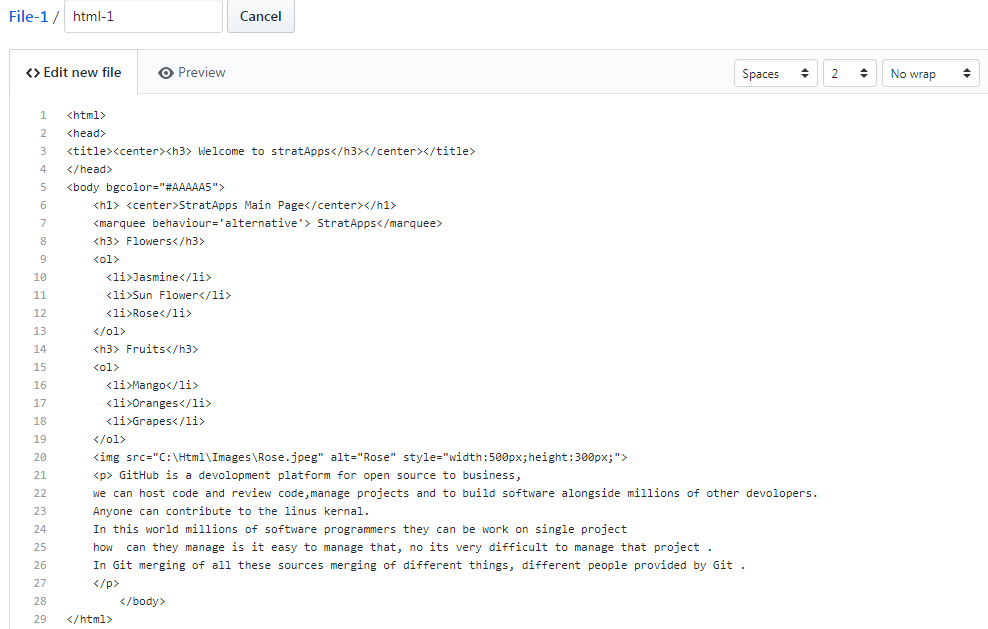 File-1 / html-1 Cancel
Edit new file Preview Spaces 2 No wrap
1 <html>
2 <head>
3 <title><center><h3> Welcome to stratApps</h3></center></title>
4 </head>
5 <body bgcolor="#AAAAA5">
6 <h1> <center>StratApps Main Page</center></h1>
7 <marquee behaviour='alternative'> StratApps</marquee>
8 <h3> Flowers</h3>
9 <ol>
10 <li>Jasmine</li>
11 <li>Sun Flower</li>
12 <li>Rose</li>
13 </ol>
14 <h3> Fruits</h3>
15 <ol>
16 <li>Mango</li>
17 <li>Oranges</li>
18 <li>Grapes</li>
19 </ol>
20 <img src="C:\Html\Images\Rose.jpeg" alt="Rose" style="width:500px;height:300px;">
21 <p> GitHub is a devolopment platform for open source to business,
22 we can host code and review code,manage projects and to build software alongside millions of other devolopers.
23 Anyone can contribute to the linus kernal.
24 In this world millions of software programmers they can be work on single project
25 how  can they manage is it easy to manage that, no its very difficult to manage that project .
26 In Git merging of all these sources merging of different things, different people provided by Git .
27 </p>
28 </body>
29 </html>